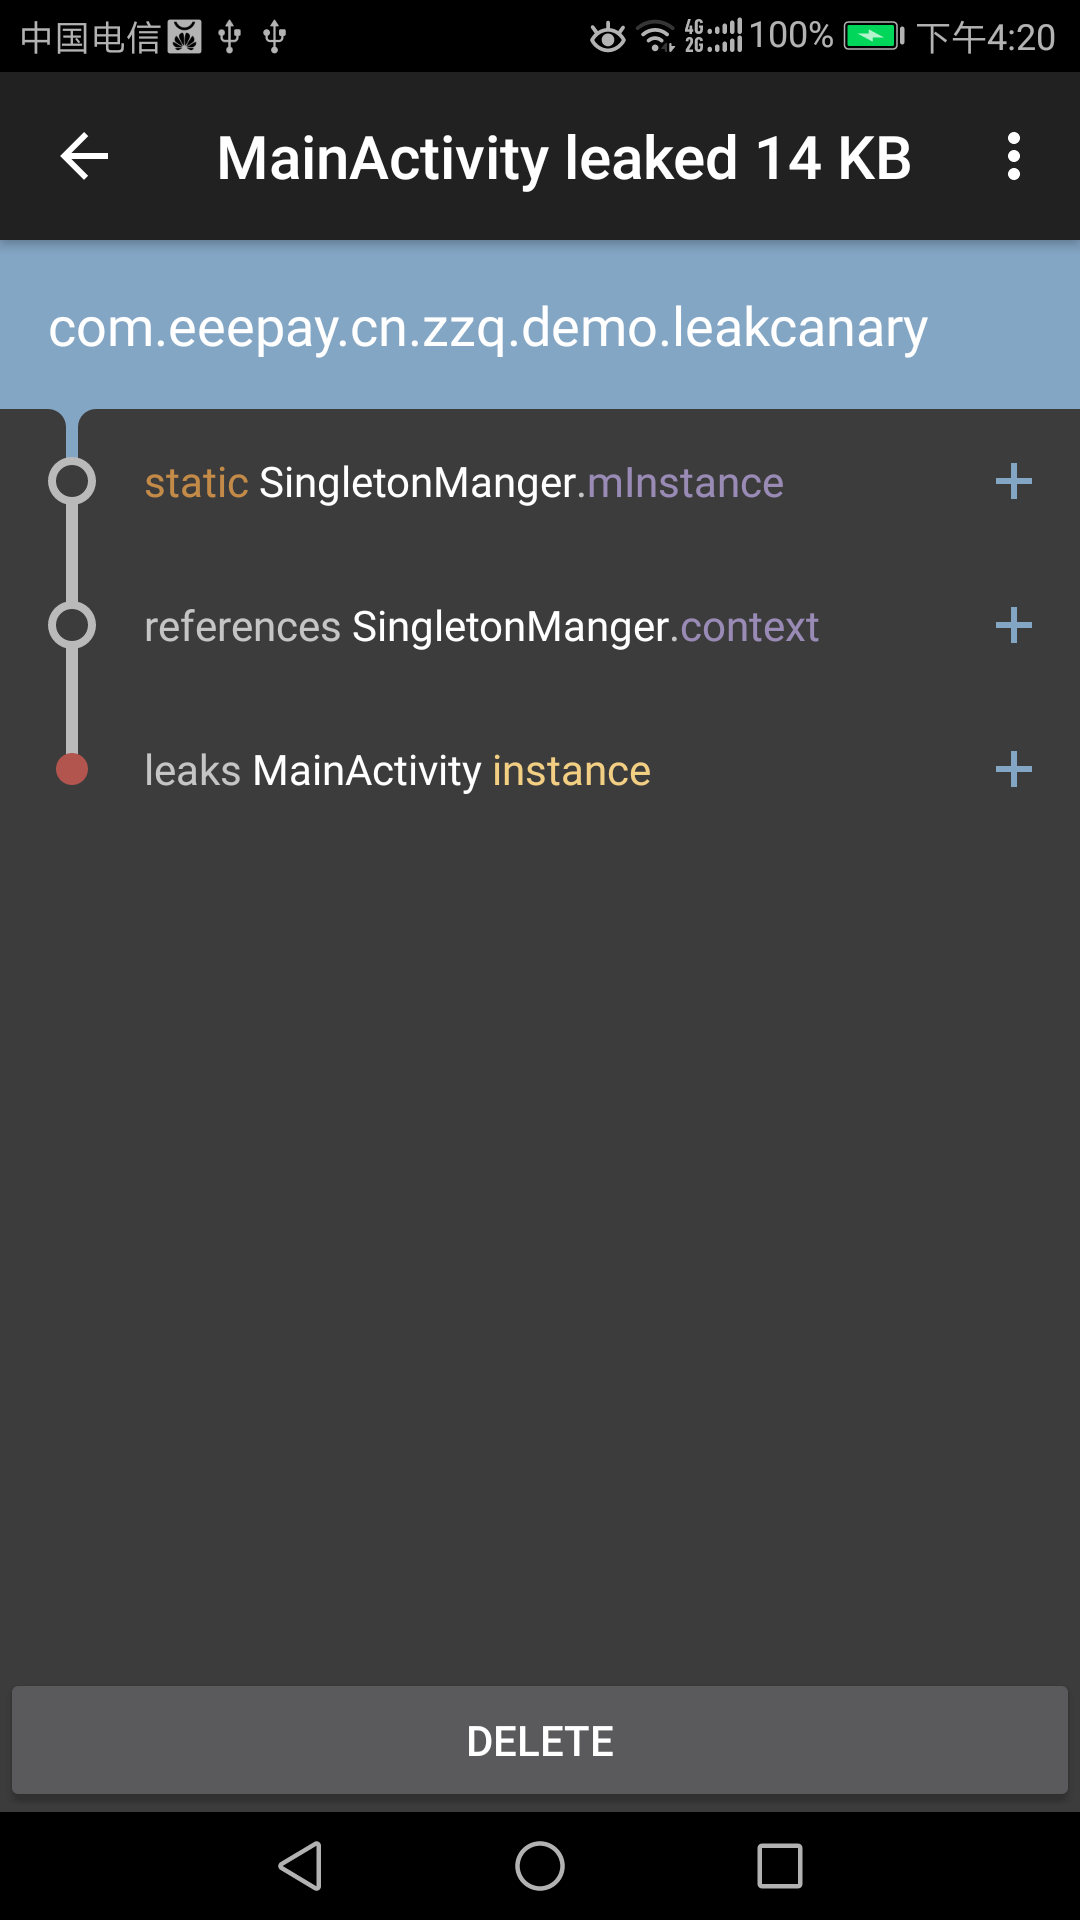 中国电信 4G 2G 100% 下午4:20
MainActivity leaked 14 KB
com.eeepay.cn.zzq.demo.leakcanary
static SingletonManger.mInstance
references SingletonManger.context
leaks MainActivity instance
DELETE